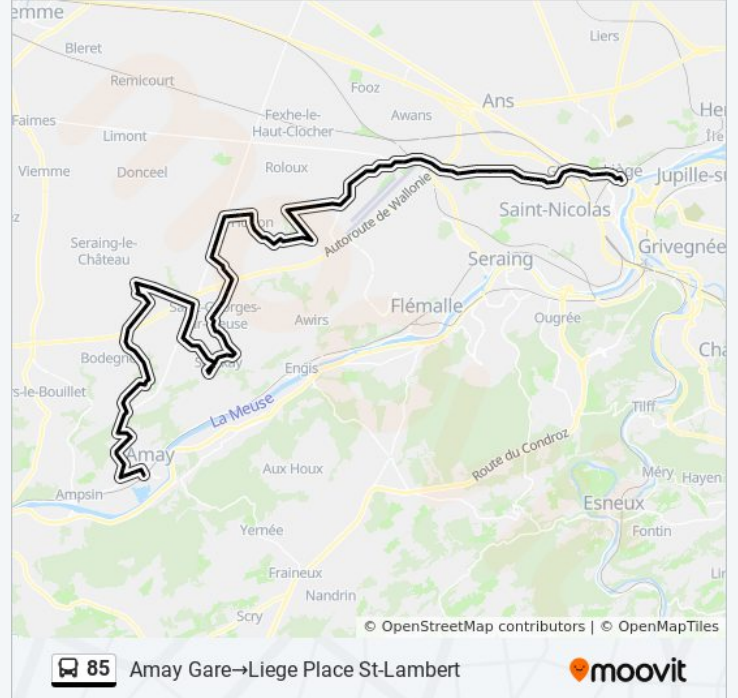 emme
Bleret
Liers
Remicourt
Fooz
Ans
Fexhe-le-
Haut-Clocher
Awans
Faimes
Limont
Viemme
Donceel
Roloux
Jupille-su
Autoroute de Wallonie
Saint-Nicolas
Seraing-le-
Château
Grivegnée
Seraing
Flémalle
Awirs
Ougrée
Bodegn
Engis
s-le-Bouillet
La Meuse
Tilff
Route du Condroz
Amay
Aux Houx
Méry
Hayen
Ampsin
Esneux
Yernée
Fontin
Fraineux
Nandrin
Scry
© OpenStreetMap contributors | © OpenMapTiles
85 Amay Gare→Liege Place St-Lambert
moovit